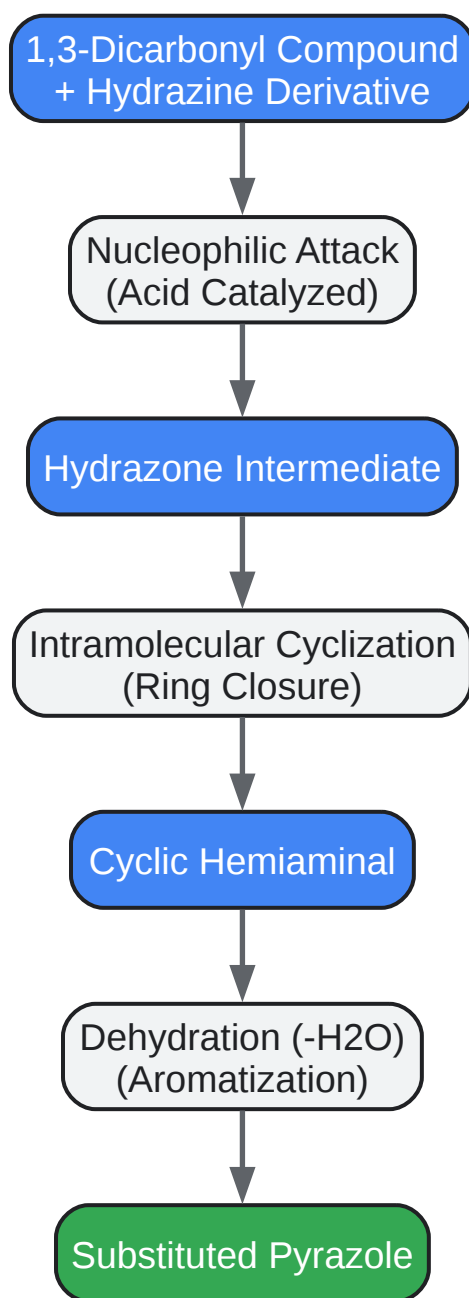 1,3-Dicarbonyl Compound
+ Hydrazine Derivative
Nucleophilic Attack
(Acid Catalyzed)
Hydrazone Intermediate
Intramolecular Cyclization
(Ring Closure)
Cyclic Hemiaminal
Dehydration (-H2O)
(Aromatization)
Substituted Pyrazole